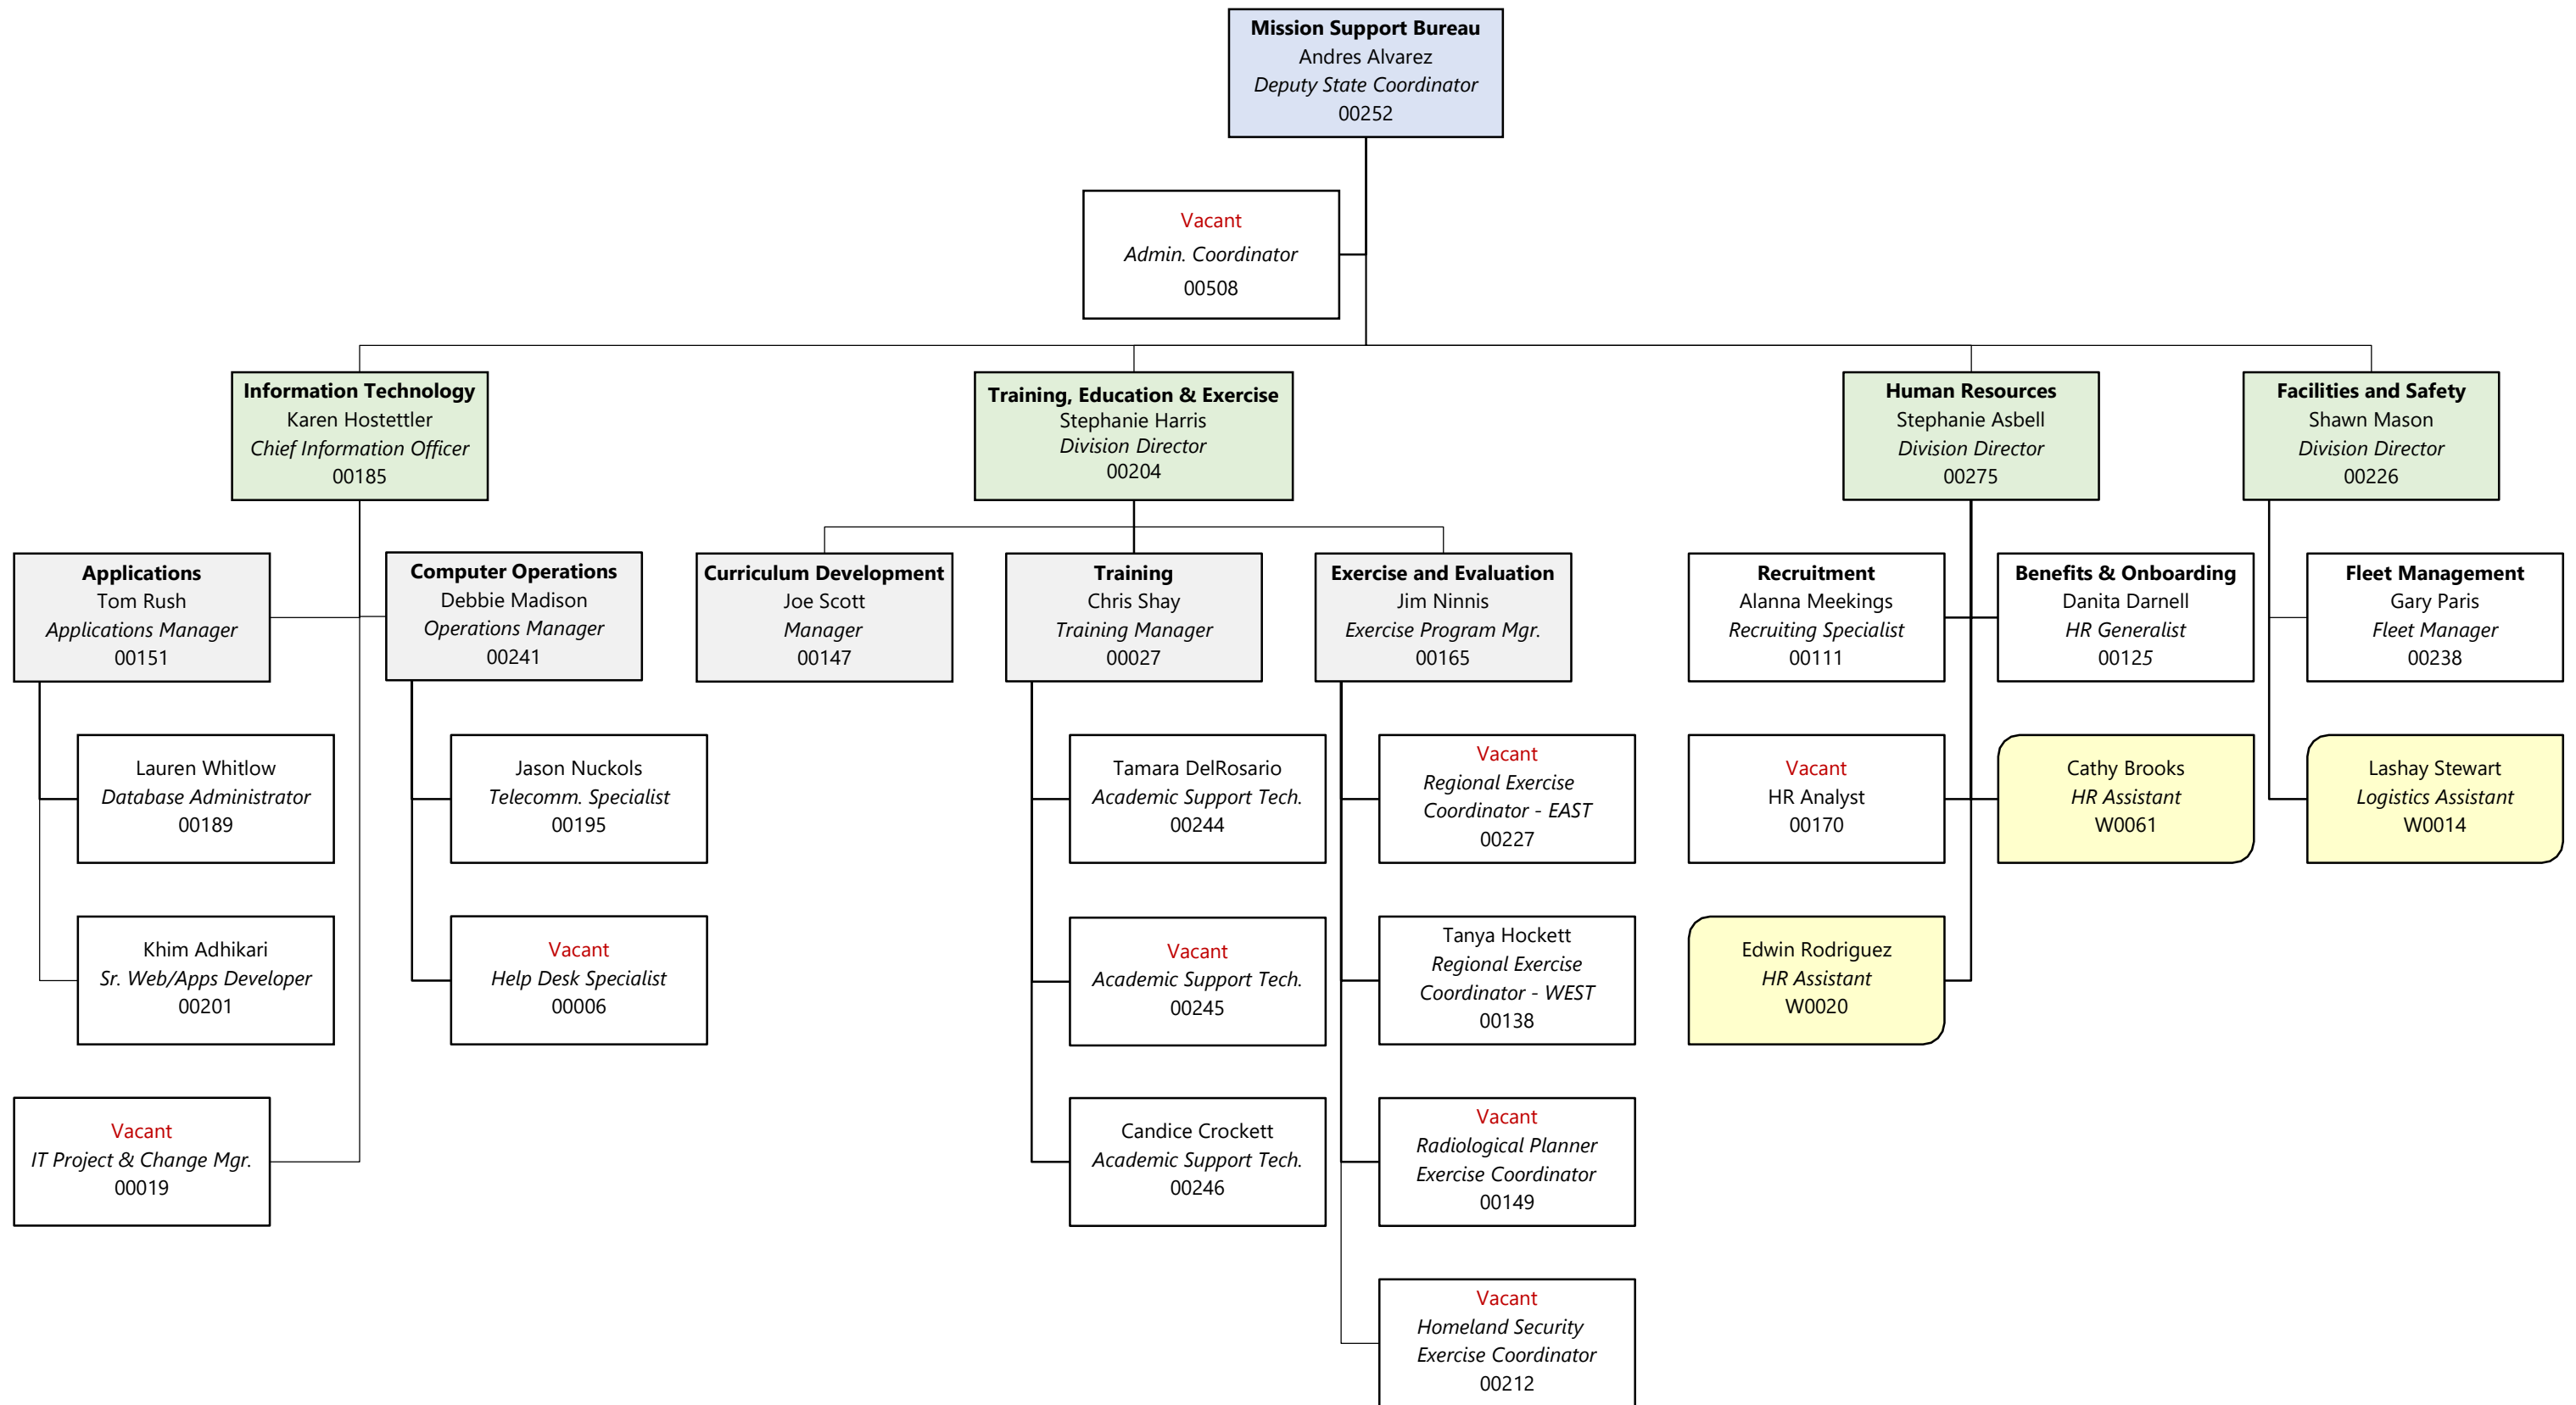 Mission Support Bureau
Andres Alvarez
Deputy State Coordinator
00252
Vacant
Admin. Coordinator
00508
Information Technology
Karen Hostettler
Chief Information Officer
00185
Training, Education & Exercise
Stephanie Harris
Division Director
00204
Human Resources
Stephanie Asbell
Division Director
00275
Facilities and Safety
Shawn Mason
Division Director
00226
Applications
Tom Rush
Applications Manager
00151
Computer Operations
Debbie Madison
Operations Manager
00241
Curriculum Development
Joe Scott
Manager
00147
Training
Chris Shay
Training Manager
00027
Exercise and Evaluation
Jim Ninnis
Exercise Program Mgr.
00165
Recruitment
Alanna Meekings
Recruiting Specialist
00111
Benefits & Onboarding
Danita Darnell
HR Generalist
00125
Fleet Management
Gary Paris
Fleet Manager
00238
Lauren Whitlow
Database Administrator
00189
Jason Nuckols
Telecomm. Specialist
00195
Tamara DelRosario
Academic Support Tech.
00244
Vacant
Regional Exercise
Coordinator - EAST
00227
Vacant
HR Analyst
00170
Cathy Brooks
HR Assistant
W0061
Lashay Stewart
Logistics Assistant
W0014
Khim Adhikari
Sr. Web/Apps Developer
00201
Vacant
Help Desk Specialist
00006
Vacant
Academic Support Tech.
00245
Tanya Hockett
Regional Exercise
Coordinator - WEST
00138
Edwin Rodriguez
HR Assistant
W0020
Vacant
IT Project & Change Mgr.
00019
Candice Crockett
Academic Support Tech.
00246
Vacant
Radiological Planner
Exercise Coordinator
00149
Vacant
Homeland Security
Exercise Coordinator
00212